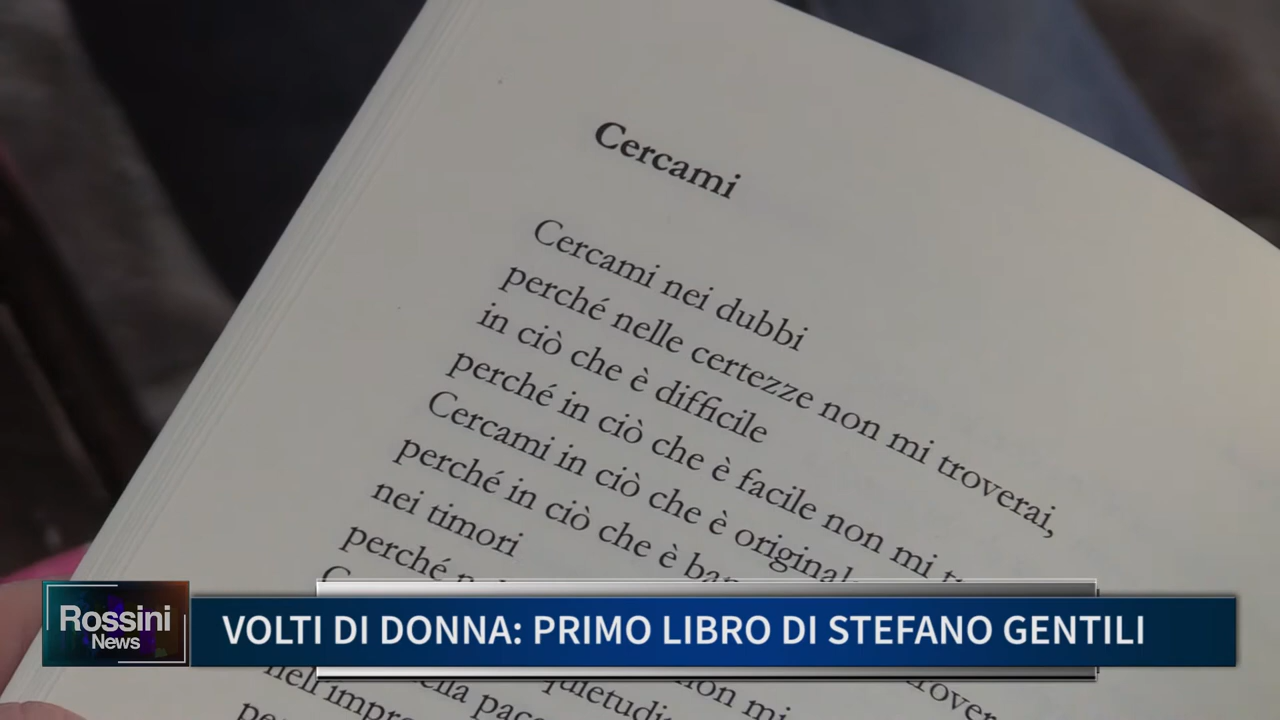 Cercami
Cercami nei dubbi
perché nelle certezze non mi troverai,
in ciò che è difficile
perché in ciò che è facile non mi
Cercami in ciò che è
perché in ciò che è
nei timori
perché
non mi
Rossini
News
VOLTI DI DONNA: PRIMO LIBRO DI STEFANO GENTILI